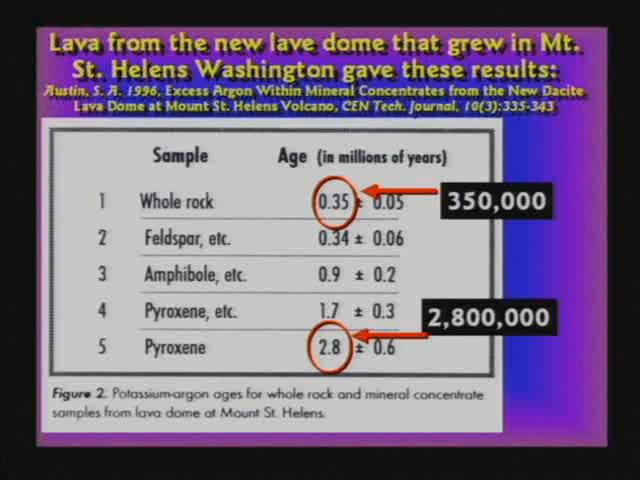 Lava from the new lave dome that grew in Mt.
St. Helens Washington gave these results:
Austin, S. A. 1996, Excess Argon Within Mineral Concentrates from the New Dacite
Lava Dome at Mount St. Helens Volcano, CEN Tech. Journal, 10(3):335-343
Sample Age (in millions of years)
1 Whole rock 0.35 ± 0.05 350,000
2 Feldspar, etc. 0.34 ± 0.06
3 Amphibole, etc. 0.9 ± 0.2
4 Pyroxene, etc. 1.7 ± 0.3 2,800,000
5 Pyroxene 2.8 ± 0.6
Figure 2. Potassium-argon ages for whole rock and mineral concentrate
samples from lava dome at Mount St. Helens.